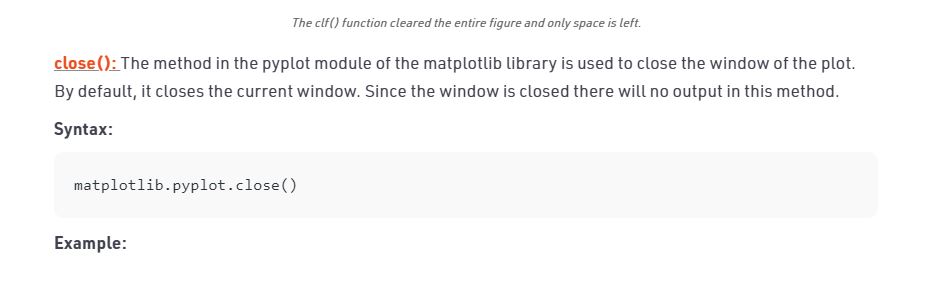 The clf() function cleared the entire figure and only space is left.
close(): The method in the pyplot module of the matplotlib library is used to close the window of the plot.
By default, it closes the current window. Since the window is closed there will no output in this method.
Syntax:
matplotlib.pyplot.close()
Example: